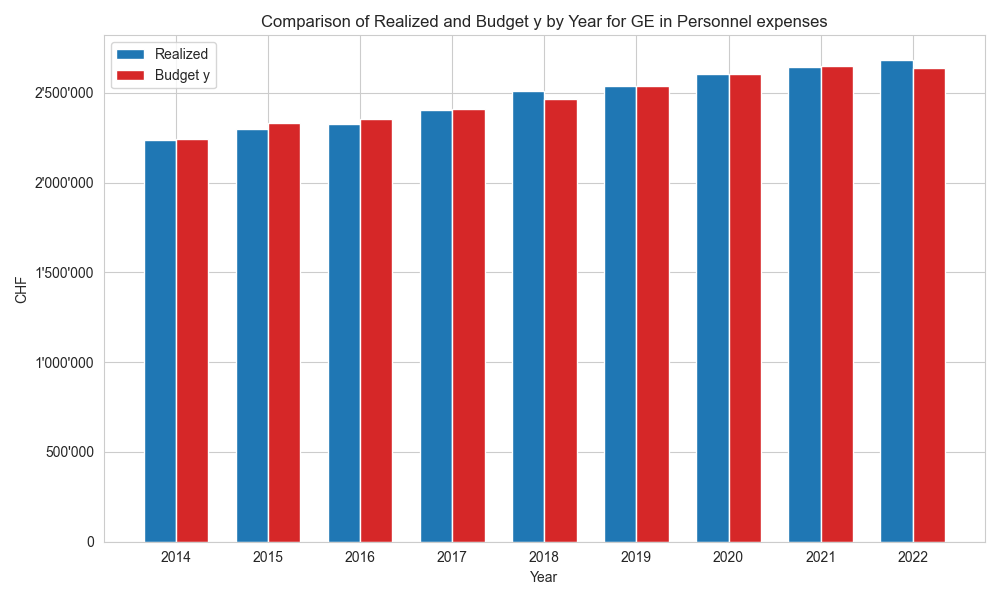 Comparison of Realized and Budget y by Year for GE in Personnel expenses
Realized
Budget y
2'500'000
2'000'000
1'500'000
1'000'000
500'000
0
CHF
2014 2015 2016 2017 2018 2019 2020 2021 2022
Year